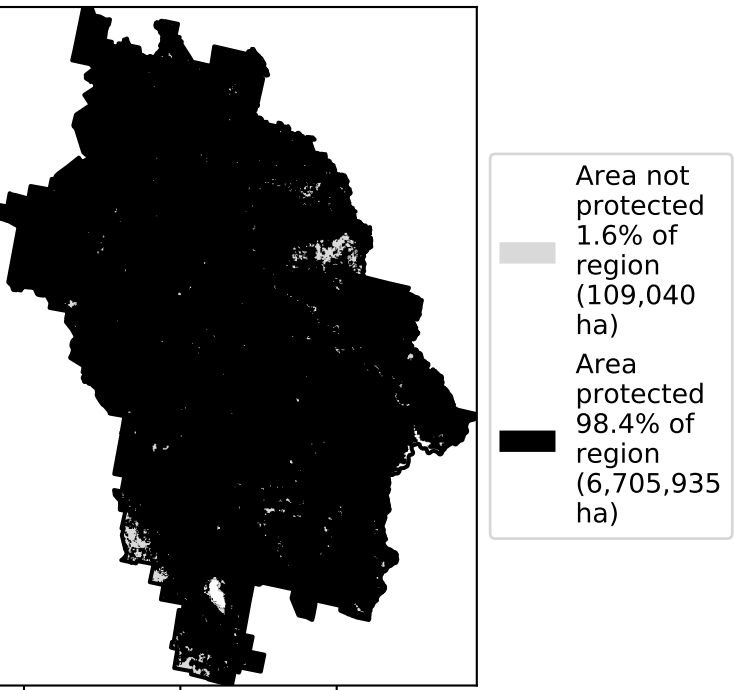 Area not
protected
1.6% of
region
(109,040
ha)
Area
protected
98.4% of
region
(6,705,935
ha)